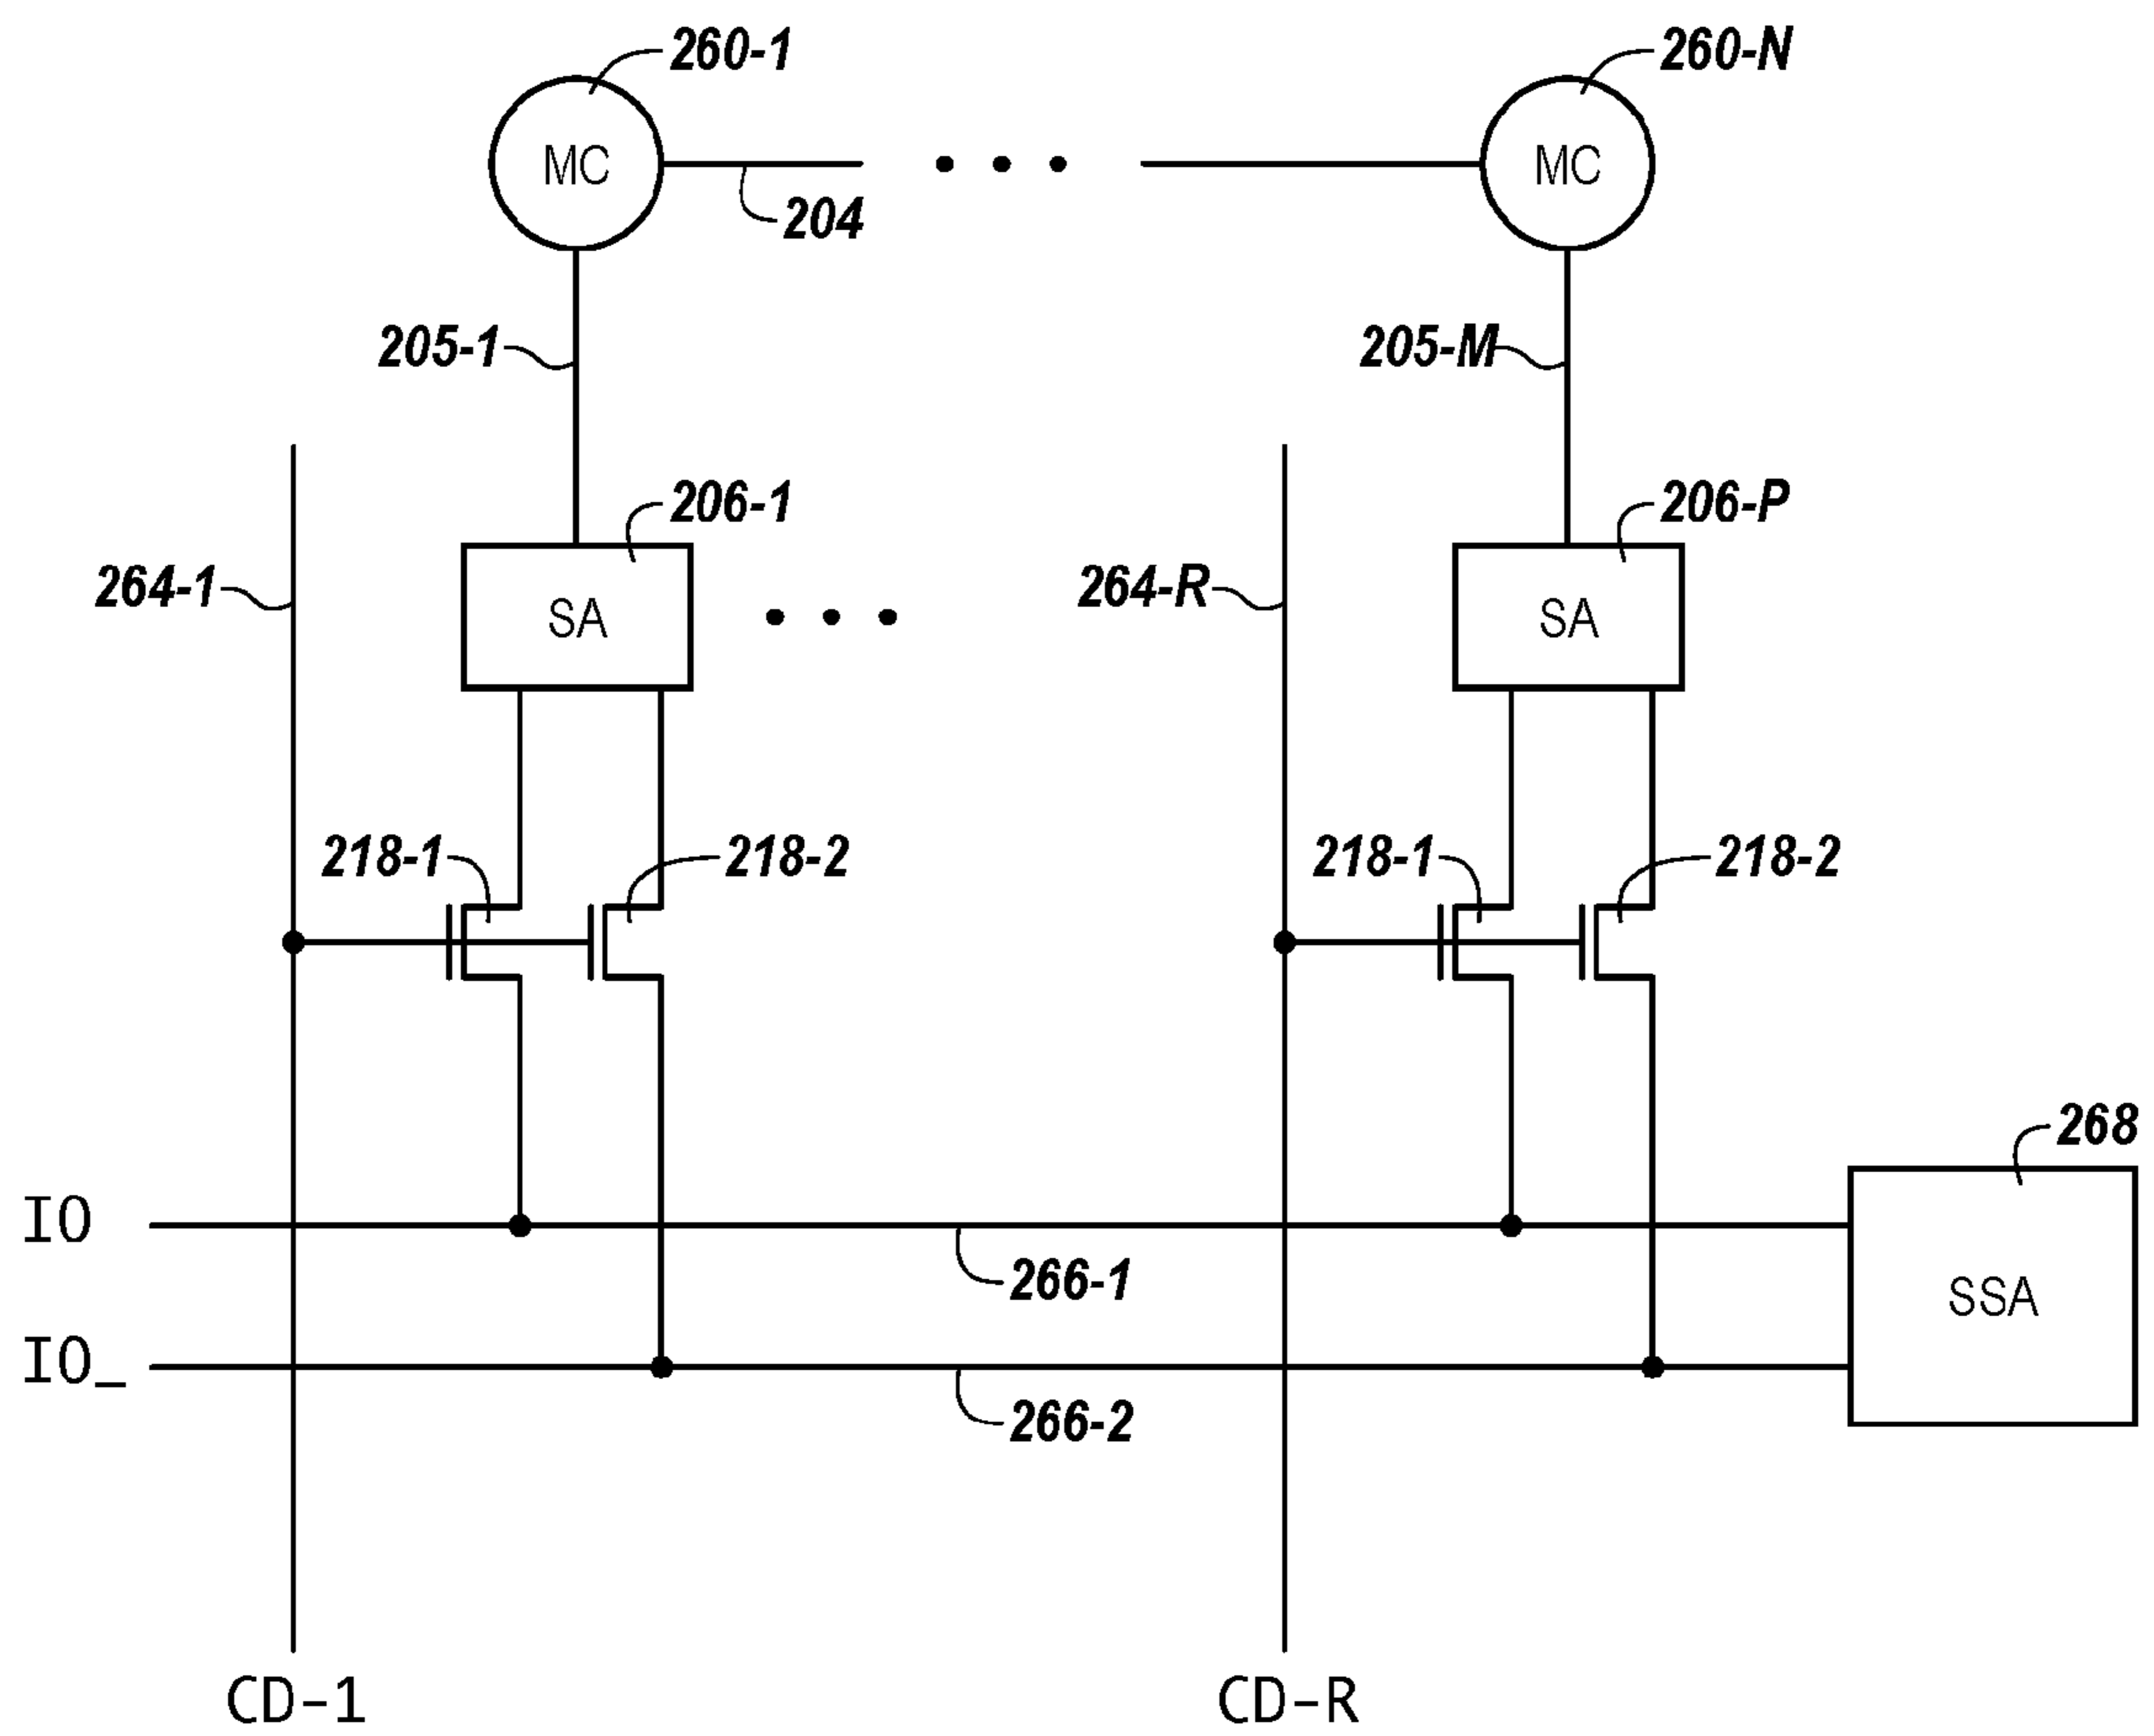 260-1
260-N
MC
MC
204
205-1
205-M
206-1
206-P
264-1
SA
264-R
SA
218-1
218-2
218-1
218-2
268
IO
266-1
SSA
IO_
266-2
CD-1
CD-R